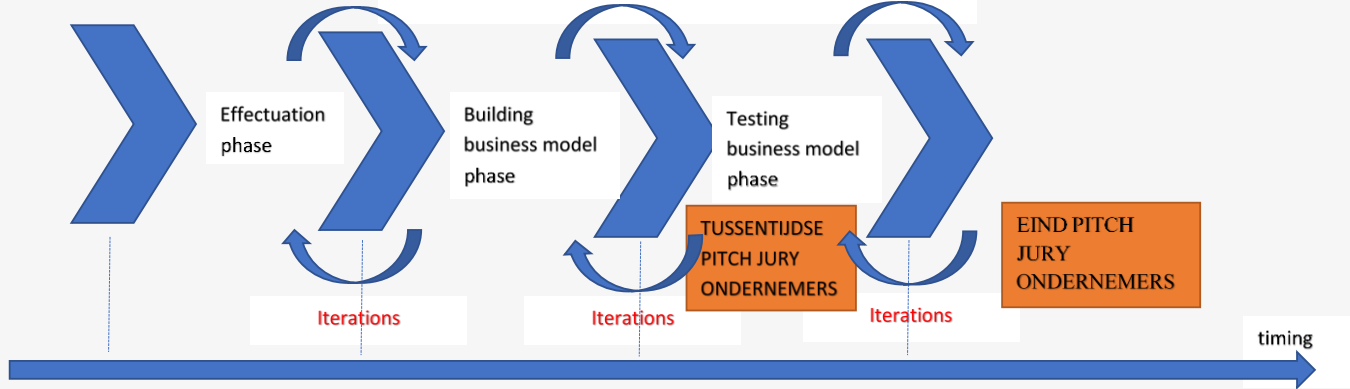 Effectuation
phase
Building
business model
phase
Testing
business model
phase
TUSSENTIJDSE
PITCH JURY
ONDERNEMERS
EIND PITCH
JURY
ONDERNEMERS
Iterations
Iterations
Iterations
timing